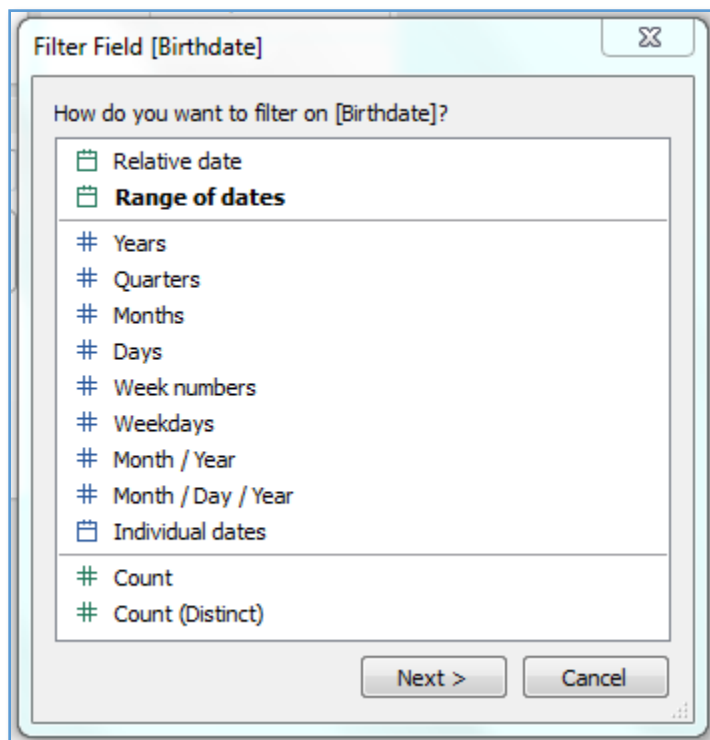 Filter Field [Birthdate]
How do you want to filter on [Birthdate]?
Relative date
Range of dates
Years
Quarters
Months
Days
Week numbers
Weekdays
Month / Year
Month / Day / Year
Individual dates
Count
Count (Distinct)
Next >
Cancel